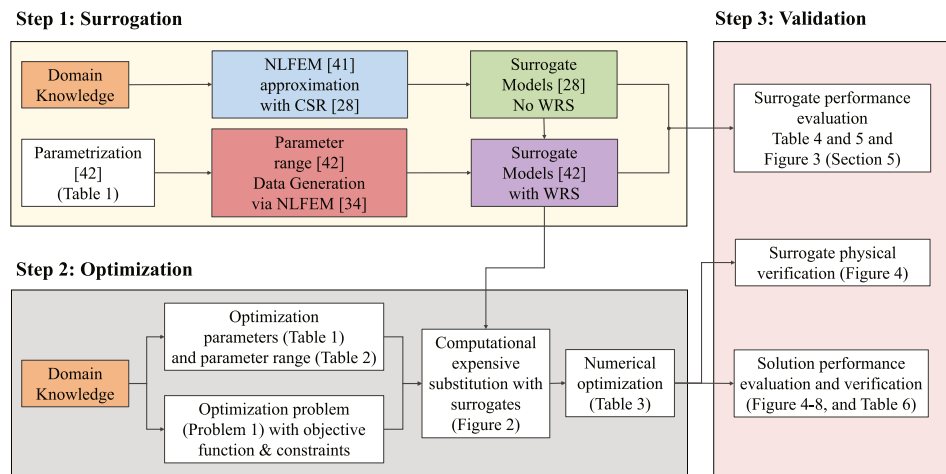 Step 1: Surrogation
Domain
Knowledge
NLFEM [41]
approximation
with CSR [28]
Surrogate
Models [28]
No WRS
Parametrization
[42]
(Table 1)
Parameter
range [42]
Data Generation
via NLFEM [34]
Surrogate
Models [42]
with WRS
Step 2: Optimization
Domain
Knowledge
Optimization
parameters (Table 1)
and parameter range (Table 2)
Optimization problem
(Problem 1) with objective
function & constraints
Computational
expensive
substitution with
surrogates
(Figure 2)
Numerical
optimization
(Table 3)
Step 3: Validation
Surrogate performance
evaluation
Table 4 and 5 and
Figure 3 (Section 5)
Surrogate physical
verification (Figure 4)
Solution performance
evaluation and verification
(Figure 4-8, and Table 6)